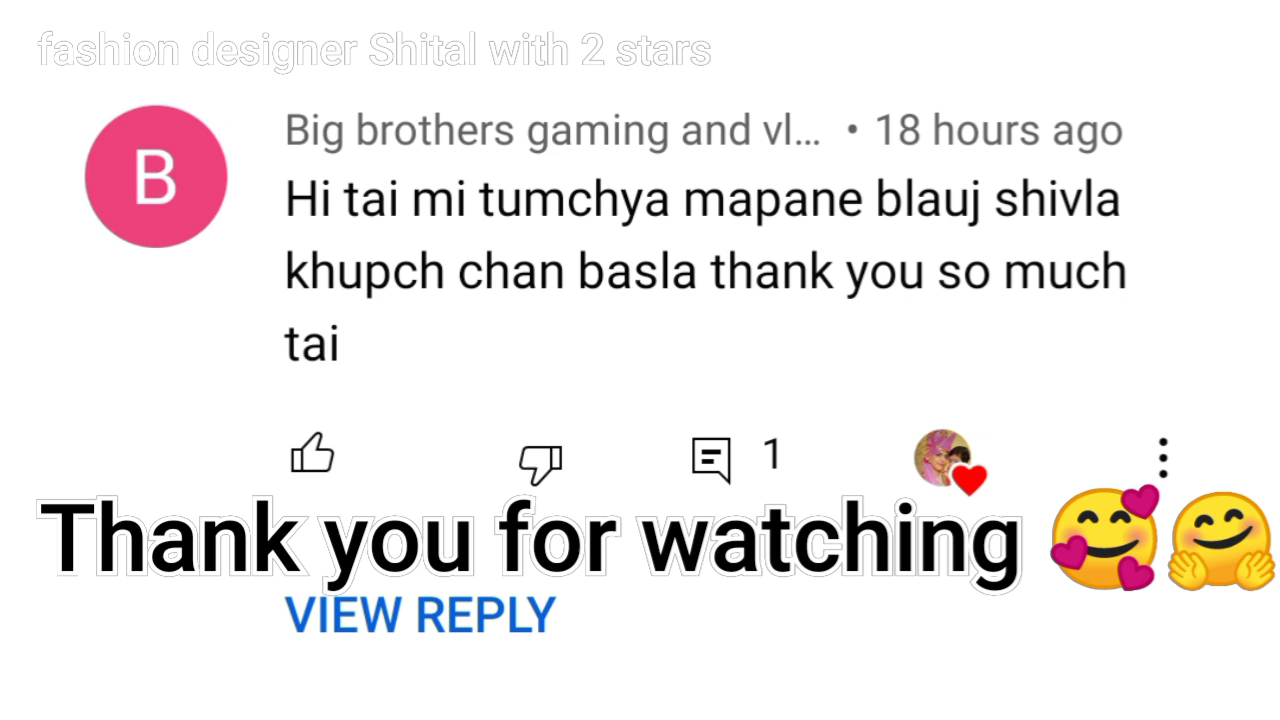 fashion designer Shital with 2 stars
B
Big brothers gaming and vl... • 18 hours ago
Hi tai mi tumchya mapane blauj shivla
khupch chan basla thank you so much
tai
1
Thank you for watching 🥰🤗
VIEW REPLY